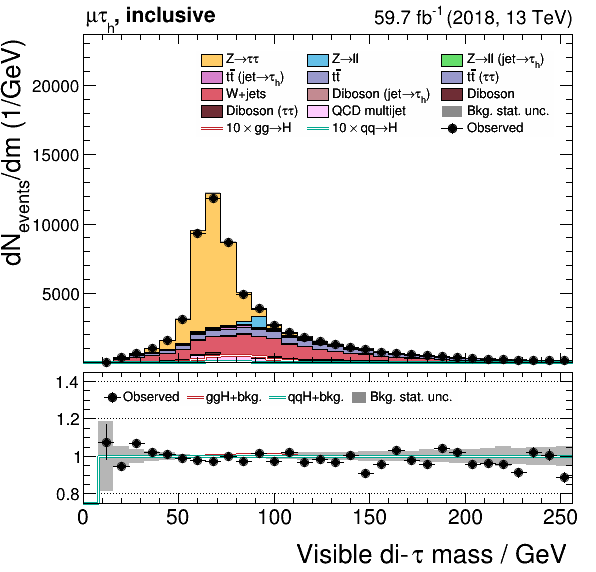 μτh, inclusive 59.7 fb-1 (2018, 13 TeV)
dNevents/dm (1/GeV)
20000
15000
10000
5000
Z→ττ Z→ll Z→ll (jet→τh)
tt̄ (jet→τh) tt̄ tt̄ (ττ)
W+jets Diboson (jet→τh) Diboson
Diboson (ττ) QCD multijet Bkg. stat. unc.
10 × gg→H 10 × qq→H Observed
1.4
1.2
1
0.8
Observed ggH+bkg. qqH+bkg. Bkg. stat. unc.
0 50 100 150 200 250
Visible di-τ mass / GeV